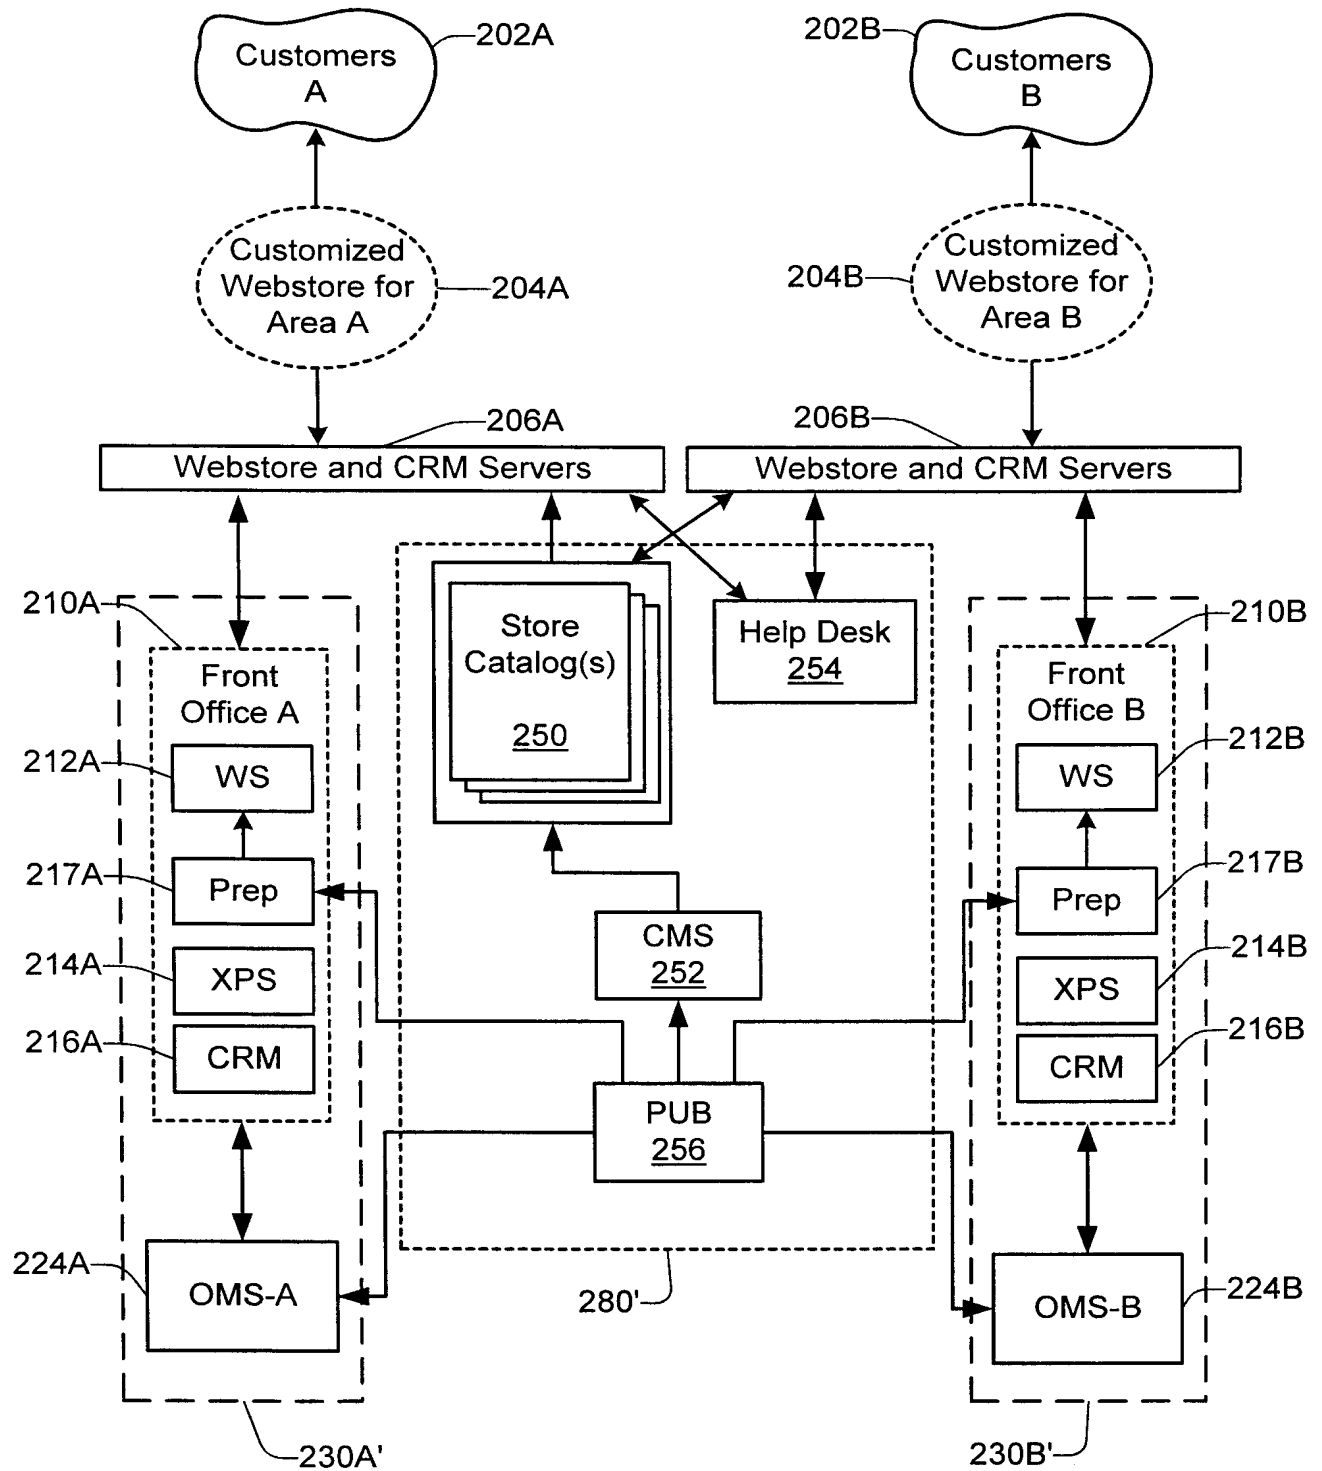 Customers
A
202A
202B
Customers
B
Customized
Webstore for
Area A
204A
204B
Customized
Webstore for
Area B
206A
206B
Webstore and CRM Servers
Webstore and CRM Servers
210A
Front
Office A
212A
WS
217A
Prep
214A
XPS
216A
CRM
224A
OMS-A
230A'
Store
Catalog(s)
250
Help Desk
254
CMS
252
PUB
256
280'
210B
Front
Office B
212B
WS
217B
Prep
214B
XPS
216B
CRM
224B
OMS-B
230B'